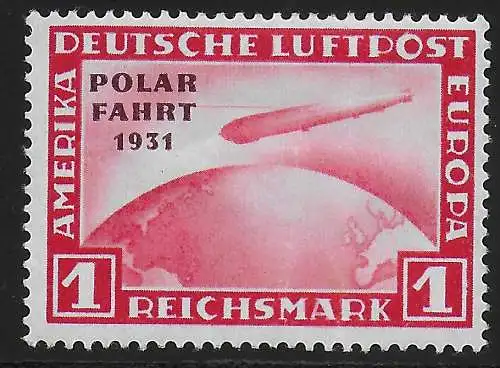 DEUTSCHE LUFTPOST
POLAR
FAHRT
1931
AMERIKA
EUROPA
1 REICHSMARK 1